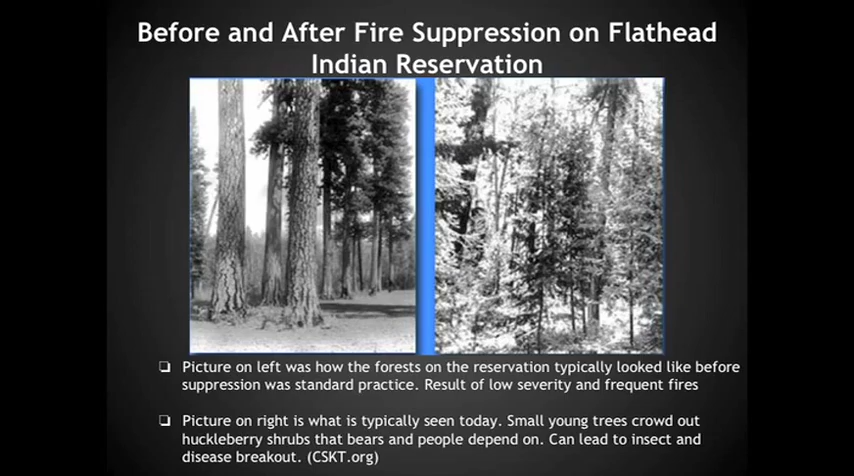 Before and After Fire Suppression on Flathead
Indian Reservation
❑ Picture on left was how the forests on the reservation typically looked like before
suppression was standard practice. Result of low severity and frequent fires
❑ Picture on right is what is typically seen today. Small young trees crowd out
huckleberry shrubs that bears and people depend on. Can lead to insect and
disease breakout. (CSKT.org)